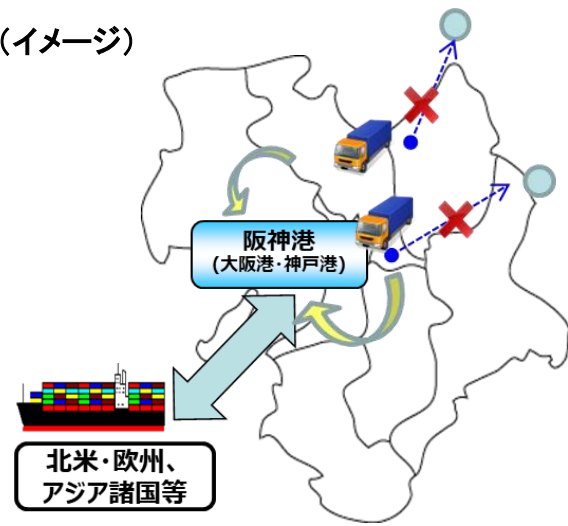 (イメージ)
阪神港
(大阪港・神戸港)
北米・欧州、
アジア諸国等